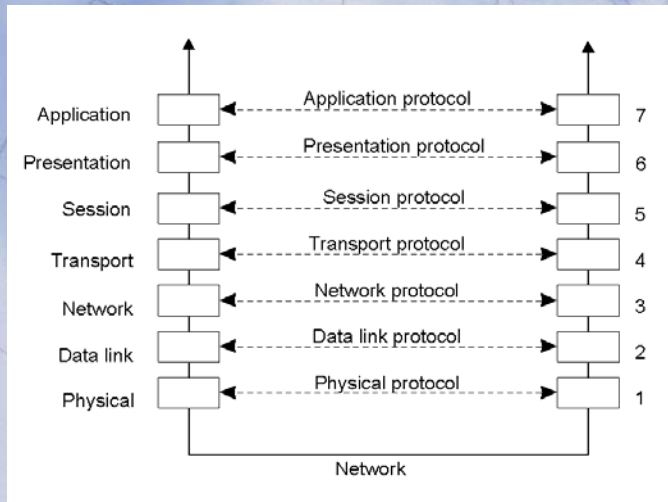 Application Application protocol 7
Presentation Presentation protocol 6
Session Session protocol 5
Transport Transport protocol 4
Network Network protocol 3
Data link Data link protocol 2
Physical Physical protocol 1
Network